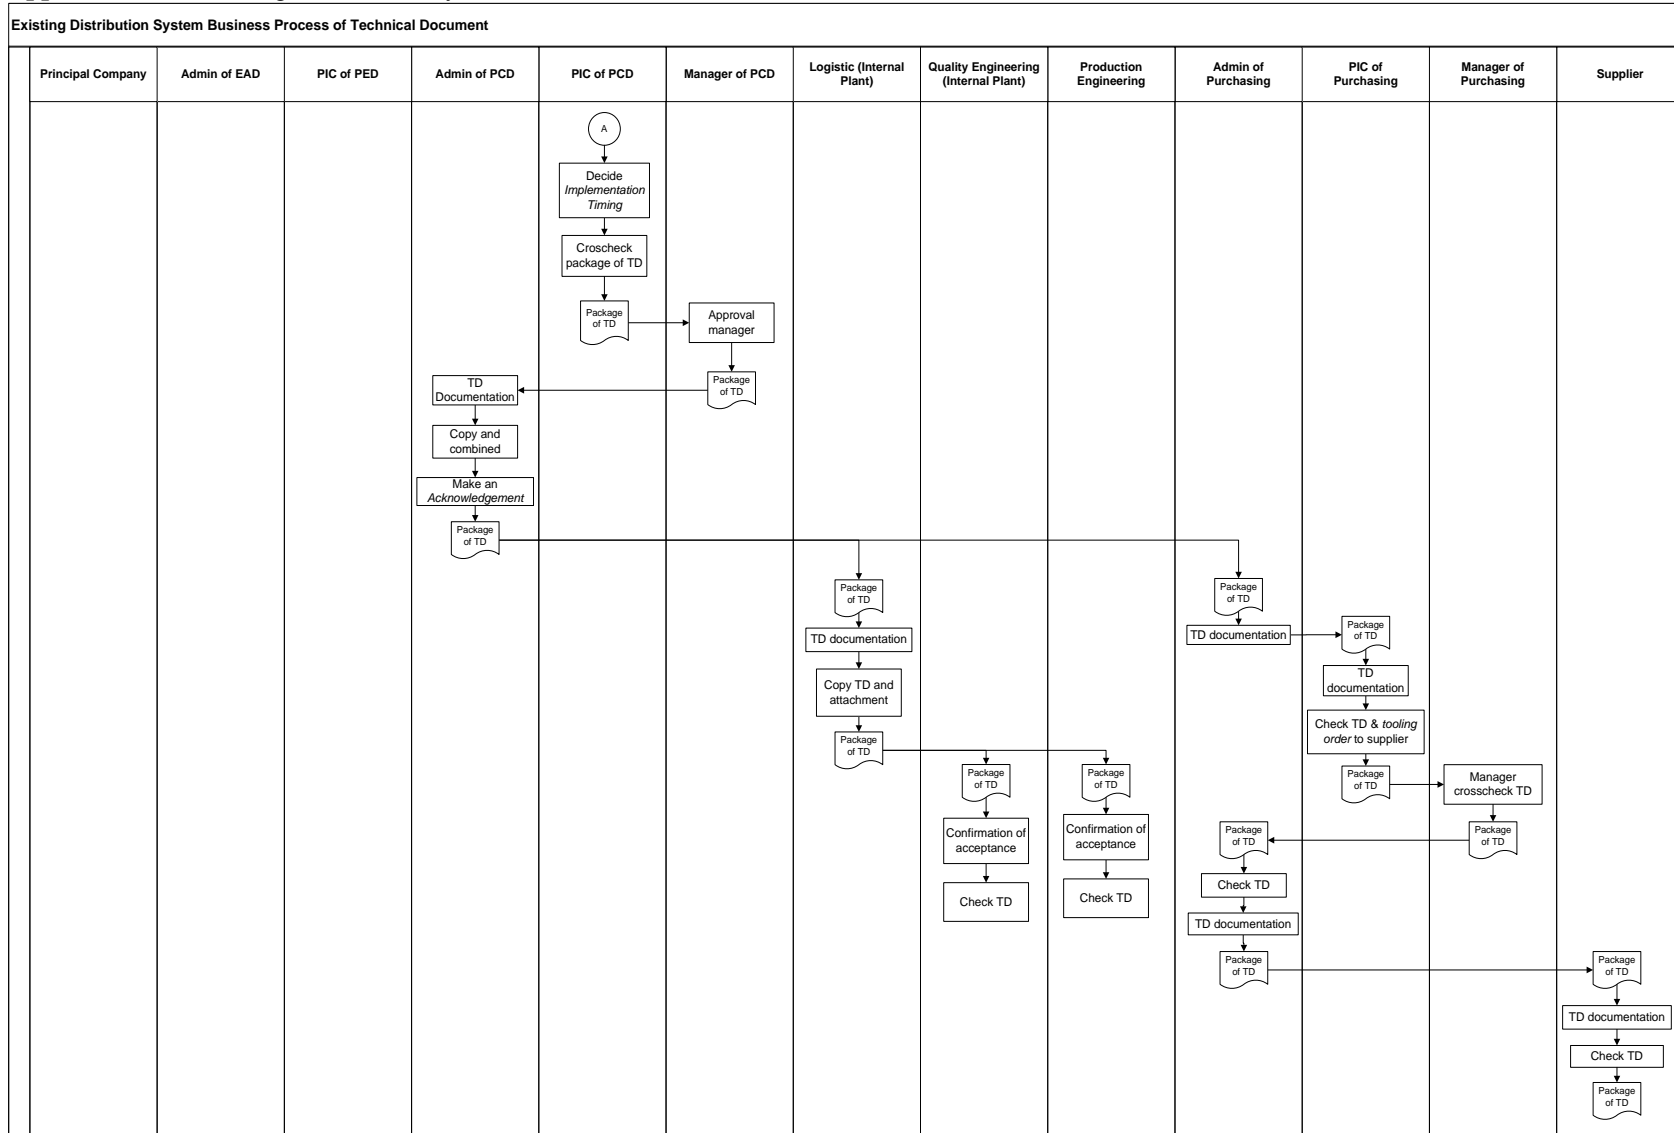 Existing Distribution System Business Process of Technical Document
Principal Company
Admin of EAD
PIC of PED
Admin of PCD
PIC of PCD
Manager of PCD
Logistic (Internal
Plant)
Quality Engineering
(Internal Plant)
Production
Engineering
Admin of
Purchasing
PIC of
Purchasing
Manager of
Purchasing
Supplier
A
Decide
Implementation
Timing
Croscheck
package of TD
Package
of TD
Approval
manager
Package
of TD
TD
Documentation
Copy and
combined
Make an
Acknowledgement
Package
of TD
Package
of TD
TD documentation
Copy TD and
attachment
Package
of TD
Package
of TD
Confirmation of
acceptance
Check TD
Package
of TD
Confirmation of
acceptance
Check TD
Package
of TD
TD documentation
Package
of TD
TD
documentation
Check TD & tooling
order to supplier
Package
of TD
Manager
crosscheck TD
Package
of TD
Package
of TD
Check TD
TD documentation
Package
of TD
Package
of TD
TD documentation
Check TD
Package
of TD